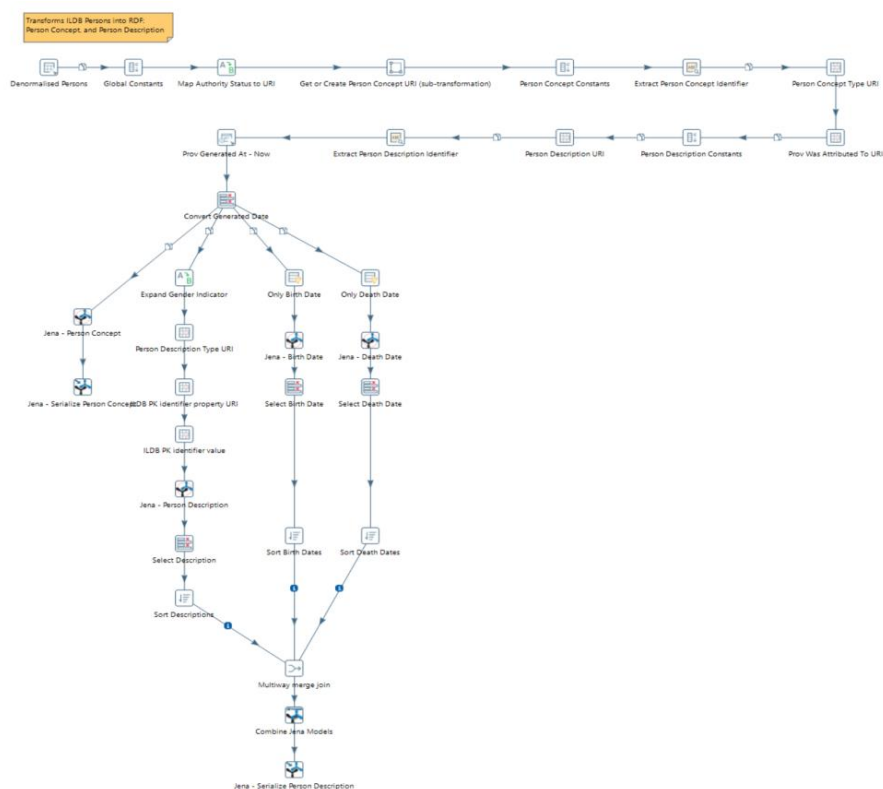 Transforms ILDB Persons into RDF:
Person Concept, and Person Description
Denormalised Persons
Global Constants
Map Authority Status to URI
Get or Create Person Concept URI (sub-transformation)
Person Concept Constants
Extract Person Concept Identifier
Person Concept Type URI
Prov Generated At - Now
Extract Person Description Identifier
Person Description URI
Person Description Constants
Prov Was Attributed To URI
Convert Generated Date
Expand Gender Indicator
Only Birth Date
Only Death Date
Jena - Person Concept
Person Description Type URI
Jena - Birth Date
Jena - Death Date
Jena - Serialize Person Concept
ILDB PK identifier property URI
Select Birth Date
Select Death Date
ILDB PK identifier value
Jena - Person Description
Select Description
Sort Birth Dates
Sort Death Dates
Sort Descriptions
Multiway merge join
Combine Jena Models
Jena - Serialize Person Description